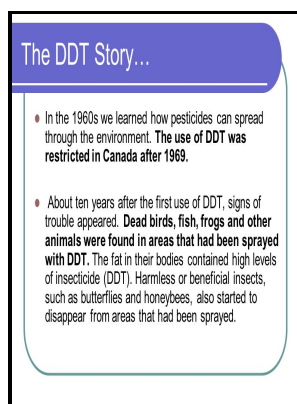 The DDT Story…
In the 1960s we learned how pesticides can spread
through the environment. The use of DDT was
restricted in Canada after 1969.
About ten years after the first use of DDT, signs of
trouble appeared. Dead birds, fish, frogs and other
animals were found in areas that had been sprayed
with DDT. The fat in their bodies contained high levels
of insecticide (DDT). Harmless or beneficial insects,
such as butterflies and honeybees, also started to
disappear from areas that had been sprayed.